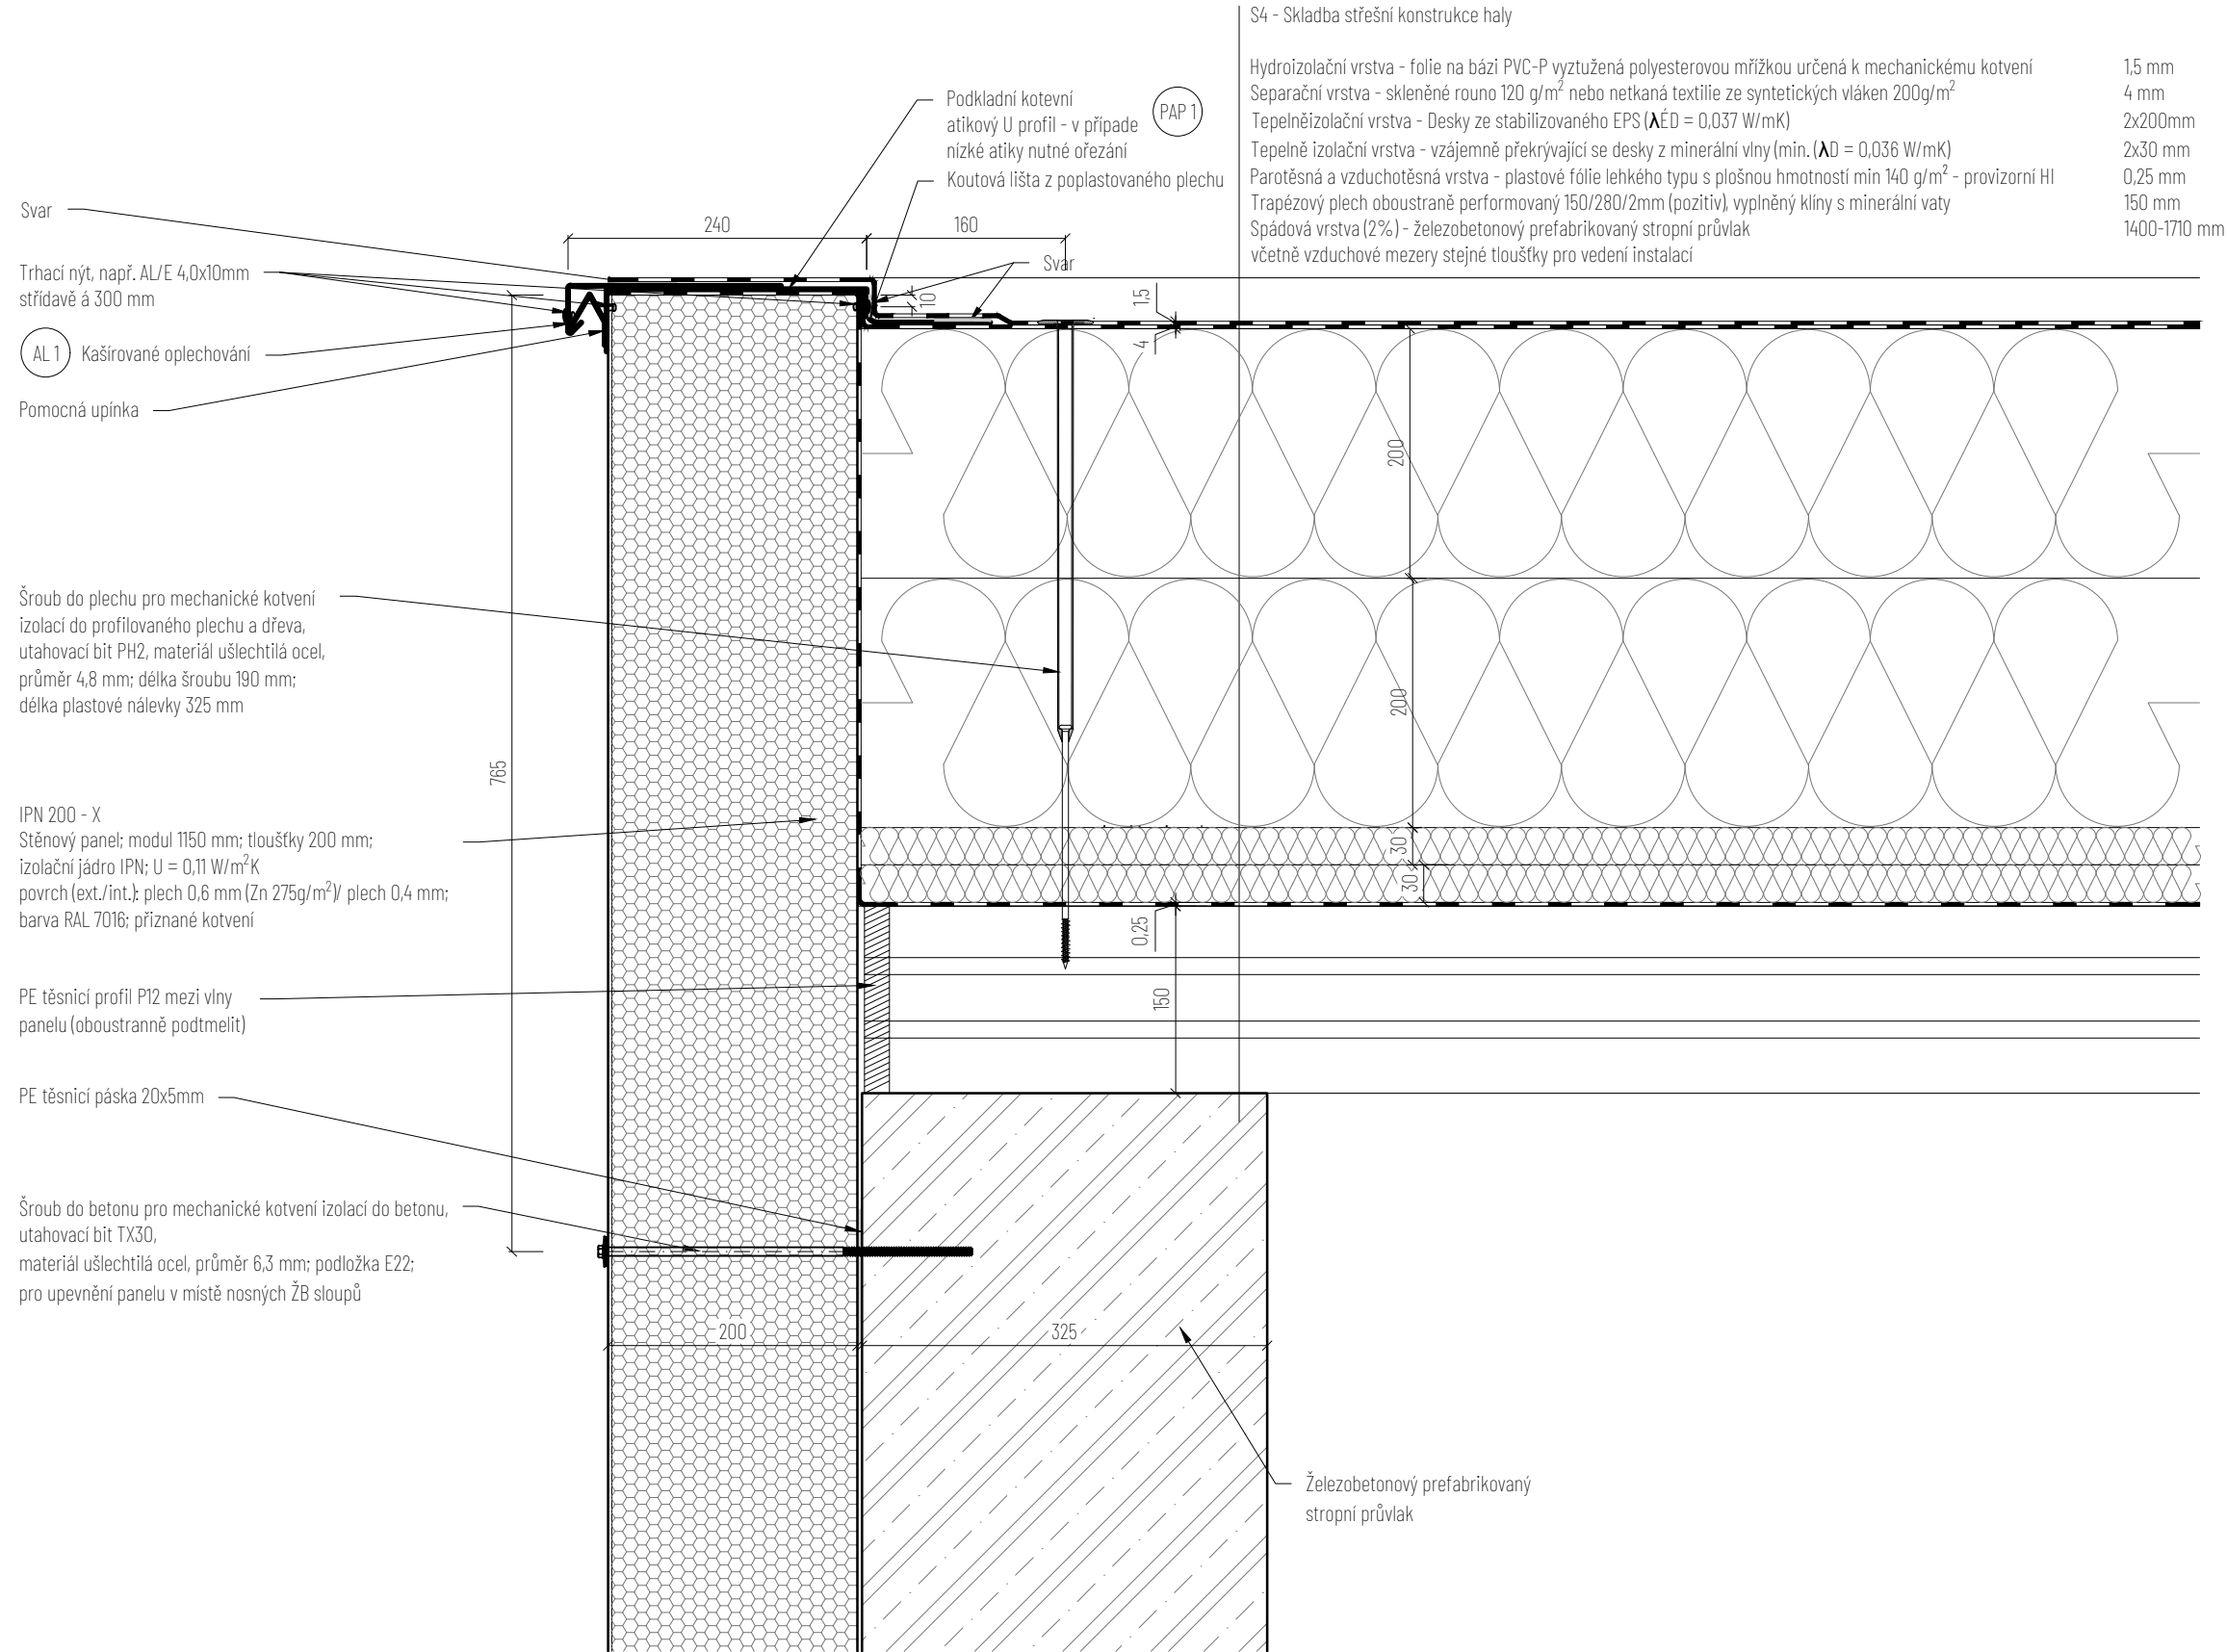 S4 - Skladba střešní konstrukce haly
Hydroizolační vrstva - folie na bázi PVC-P vyztužená polyesterovou mřížkou určená k mechanickému kotvení 1,5 mm
Separační vrstva - skleněné rouno 120 g/m² nebo netkaná textilie ze syntetických vláken 200g/m² 4 mm
Tepelněizolační vrstva - Desky ze stabilizovaného EPS (λÉD = 0,037 W/mK) 2x200mm
Tepelně izolační vrstva - vzájemně překrývající se desky z minerální vlny (min. (λD = 0,036 W/mK) 2x30 mm
Parotěsná a vzduchotěsná vrstva - plastové fólie lehkého typu s plošnou hmotností min 140 g/m² - provizorní HI 0,25 mm
Trapézový plech oboustraně performovaný 150/280/2mm (pozitiv), vyplněný klíny s minerální vaty 150 mm
Spádová vrstva (2%) - železobetonový prefabrikovaný stropní průvlak 1400-1710 mm
včetně vzduchové mezery stejné tloušťky pro vedení instalací
Podkladní kotevní
atikový U profil - v případe
nízké atiky nutné ořezání
PAP 1
Koutová lišta z poplastovaného plechu
Svar
240
160
Svar
Trhací nýt, např. AL/E 4,0x10mm
střídavě á 300 mm
10
1,5
4
AL 1
Kašírované oplechování
Pomocná upínka
200
Šroub do plechu pro mechanické kotvení
izolací do profilovaného plechu a dřeva,
utahovací bit PH2, materiál ušlechtilá ocel,
průměr 4,8 mm; délka šroubu 190 mm;
délka plastové nálevky 325 mm
200
765
IPN 200 - X
Stěnový panel; modul 1150 mm; tloušťky 200 mm;
izolační jádro IPN; U = 0,11 W/m²K
povrch (ext./int.): plech 0,6 mm (Zn 275g/m²)/ plech 0,4 mm;
barva RAL 7016; přiznané kotvení
30
30
0,25
150
PE těsnicí profil P12 mezi vlny
panelu (oboustranně podtmelit)
PE těsnicí páska 20x5mm
Šroub do betonu pro mechanické kotvení izolací do betonu,
utahovací bit TX30,
materiál ušlechtilá ocel, průměr 6,3 mm; podložka E22;
pro upevnění panelu v místě nosných ŽB sloupů
200
325
Železobetonový prefabrikovaný
stropní průvlak